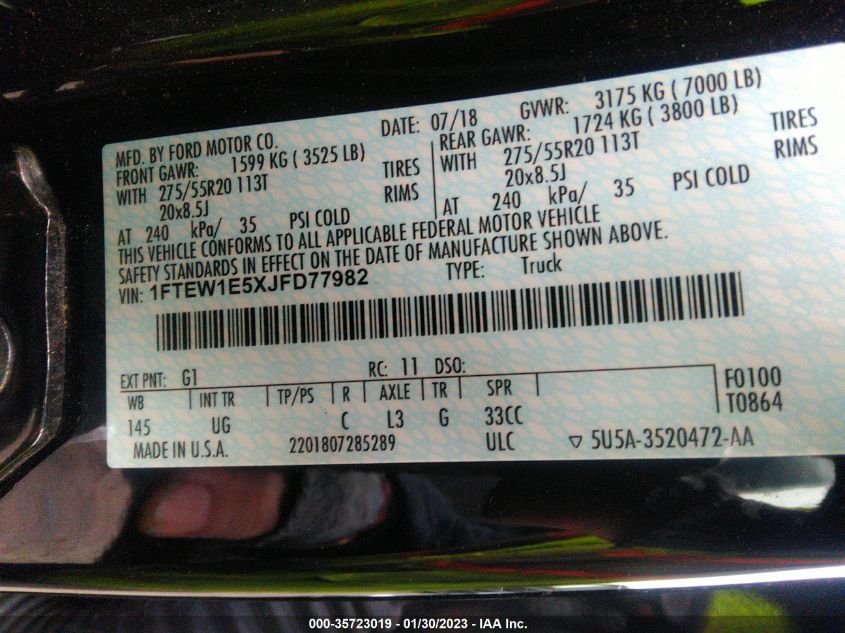 MFD. BY FORD MOTOR CO.
DATE: 07/18 GVWR: 3175 KG ( 7000 LB)
FRONT GAWR: 1599 KG ( 3525 LB)
REAR GAWR: 1724 KG ( 3800 LB)
WITH 275/55R20 113T TIRES
WITH 275/55R20 113T TIRES
20x8.5J RIMS
20x8.5J RIMS
AT 240 kPa/ 35 PSI COLD
AT 240 kPa/ 35 PSI COLD
THIS VEHICLE CONFORMS TO ALL APPLICABLE FEDERAL MOTOR VEHICLE
SAFETY STANDARDS IN EFFECT ON THE DATE OF MANUFACTURE SHOWN ABOVE.
VIN: 1FTEW1E5XJFD77982 TYPE: Truck
EXT PNT: G1 RC: 11 DSO:
WB INT TR TP/PS R AXLE TR SPR F0100
145 UG C L3 G 33CC T0864
MADE IN U.S.A. 2201807285289 ULC ▽ 5U5A-3520472-AA
000-35723019 - 01/30/2023 - IAA Inc.